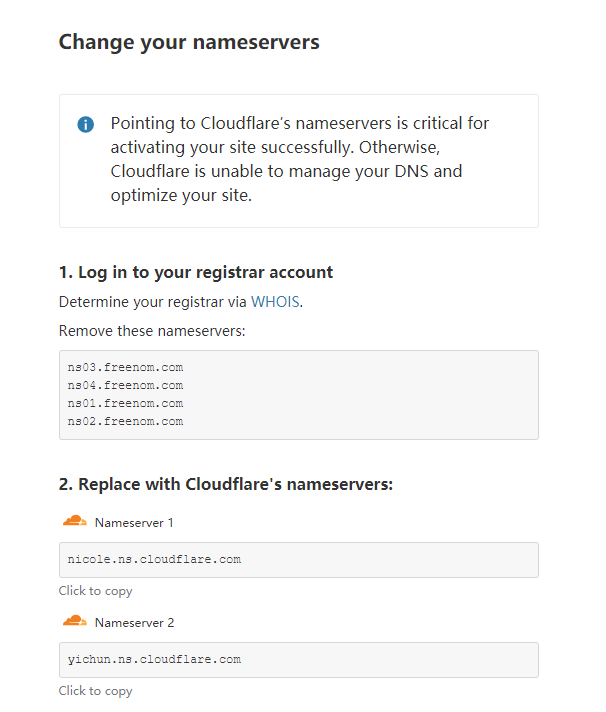 Change your nameservers
Pointing to Cloudflare's nameservers is critical for
activating your site successfully. Otherwise,
Cloudflare is unable to manage your DNS and
optimize your site.
1. Log in to your registrar account
Determine your registrar via WHOIS.
Remove these nameservers:
ns03.freenom.com
ns04.freenom.com
ns01.freenom.com
ns02.freenom.com
2. Replace with Cloudflare's nameservers:
Nameserver 1
nicole.ns.cloudflare.com
Click to copy
Nameserver 2
yichun.ns.cloudflare.com
Click to copy